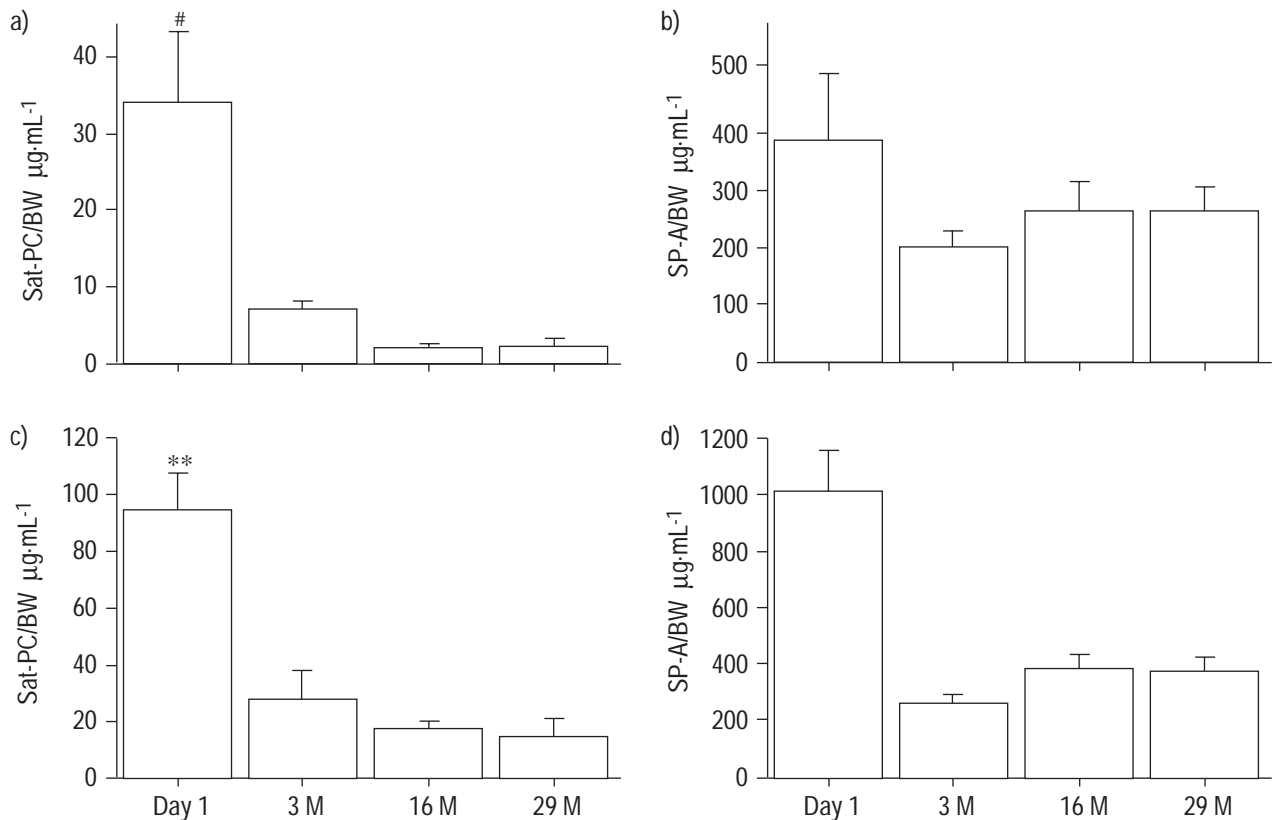 a)
#
40
30
20
10
0
Sat-PC/BW µg·mL-1
b)
500
400
300
200
100
0
SP-A/BW µg·mL-1
c)
**
120
100
80
60
40
20
0
Sat-PC/BW µg·mL-1
Day 1 3 M 16 M 29 M
d)
1200
1000
800
600
400
200
0
SP-A/BW µg·mL-1
Day 1 3 M 16 M 29 M